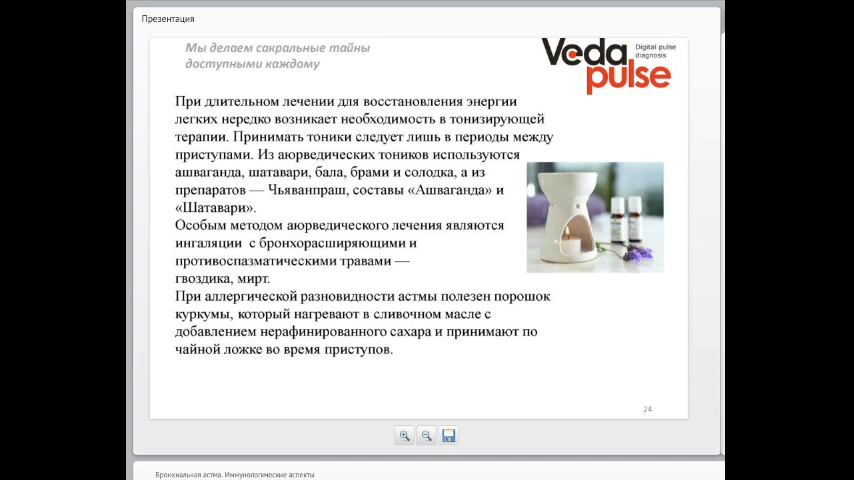 Презентация
Мы делаем сакральные тайны
доступными каждому
Veda
pulse
Digital pulse
diagnosis
При длительном лечении для восстановления энергии
легких нередко возникает необходимость в тонизирующей
терапии. Принимать тоники следует лишь в периоды между
приступами. Из аюрведических тоников используются
ашваганда, шатавари, бала, брами и солодка, а из
препаратов — Чьяванпраш, составы «Ашваганда» и
«Шатавари».
Особым методом аюрведического лечения являются
ингаляции с бронхорасширяющими и
противоспазматическими травами —
гвоздика, мирт.
При аллергической разновидности астмы полезен порошок
куркумы, который нагревают в сливочном масле с
добавлением нерафинированного сахара и принимают по
чайной ложке во время приступов.
24
Бронхиальная астма. Иммунологические аспекты